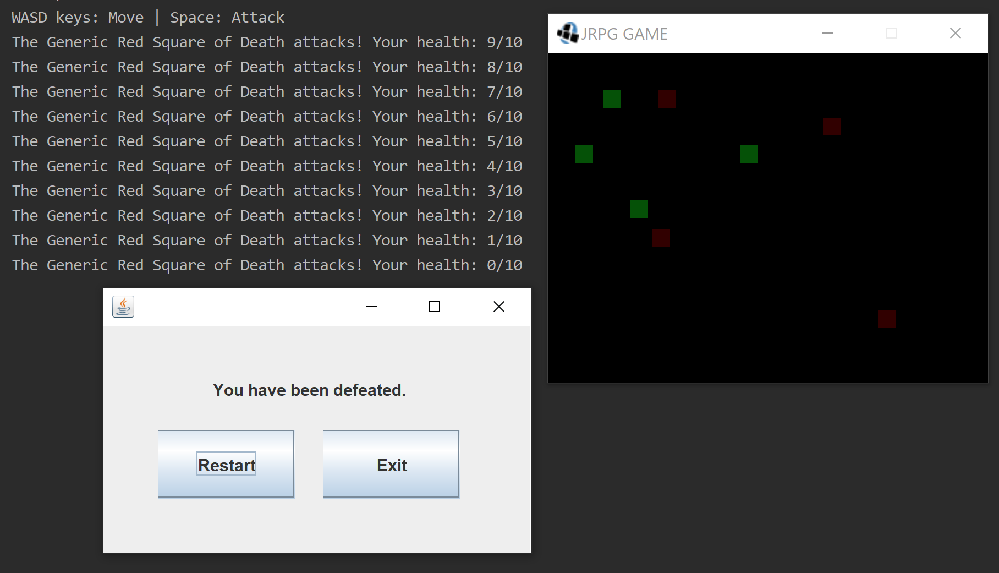 WASD keys: Move | Space: Attack
The Generic Red Square of Death attacks! Your health: 9/10
The Generic Red Square of Death attacks! Your health: 8/10
The Generic Red Square of Death attacks! Your health: 7/10
The Generic Red Square of Death attacks! Your health: 6/10
The Generic Red Square of Death attacks! Your health: 5/10
The Generic Red Square of Death attacks! Your health: 4/10
The Generic Red Square of Death attacks! Your health: 3/10
The Generic Red Square of Death attacks! Your health: 2/10
The Generic Red Square of Death attacks! Your health: 1/10
The Generic Red Square of Death attacks! Your health: 0/10
JRPG GAME
You have been defeated.
Restart
Exit